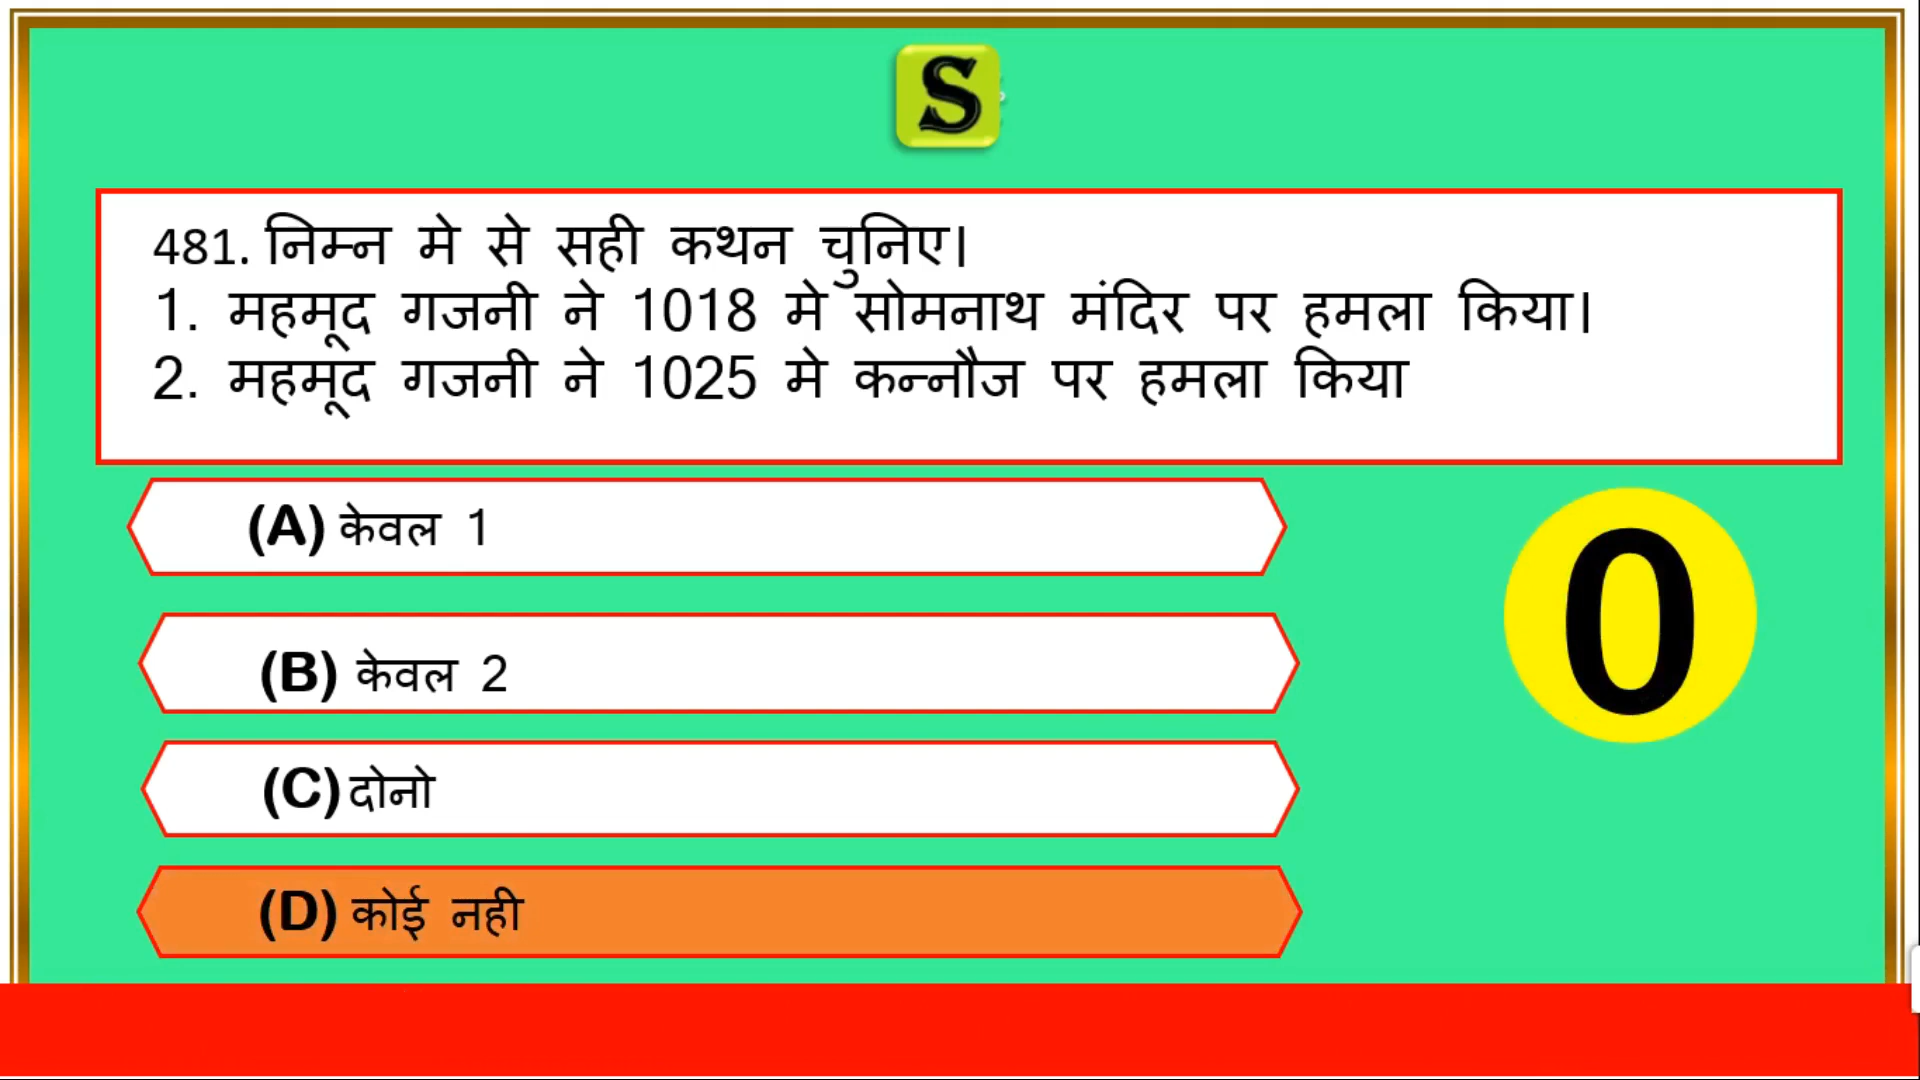 S
481. निम्न मे से सही कथन चुनिए।
1. महमूद गजनी ने 1018 मे सोमनाथ मंदिर पर हमला किया।
2. महमूद गजनी ने 1025 मे कन्नौज पर हमला किया
(A) केवल 1
(B) केवल 2
(C) दोनो
(D) कोई नही
0